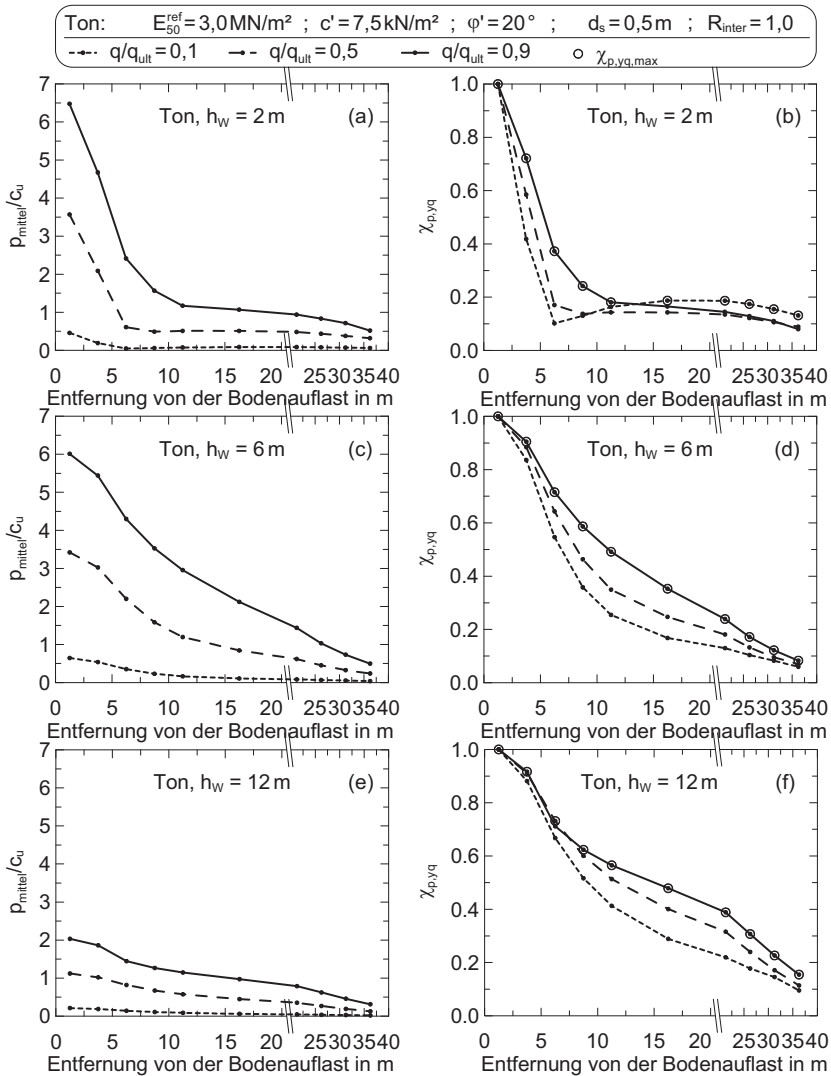 Ton: E50^ref = 3,0 MN/m² ; c' = 7,5 kN/m² ; φ' = 20° ; ds = 0,5 m ; Rinter = 1,0
q/qult = 0,1 q/qult = 0,5 q/qult = 0,9 χp,yq,max
Ton, hW = 2 m (a)
pmittel/cu
7
6
5
4
3
2
1
0
0 5 10 15 20 25 30 35 40
Entfernung von der Bodenauflast in m
Ton, hW = 2 m (b)
χp,yq
1.0
0.8
0.6
0.4
0.2
0.0
0 5 10 15 20 25 30 35 40
Entfernung von der Bodenauflast in m
Ton, hW = 6 m (c)
pmittel/cu
7
6
5
4
3
2
1
0
0 5 10 15 20 25 30 35 40
Entfernung von der Bodenauflast in m
Ton, hW = 6 m (d)
χp,yq
1.0
0.8
0.6
0.4
0.2
0.0
0 5 10 15 20 25 30 35 40
Entfernung von der Bodenauflast in m
Ton, hW = 12 m (e)
pmittel/cu
7
6
5
4
3
2
1
0
0 5 10 15 20 25 30 35 40
Entfernung von der Bodenauflast in m
Ton, hW = 12 m (f)
χp,yq
1.0
0.8
0.6
0.4
0.2
0.0
0 5 10 15 20 25 30 35 40
Entfernung von der Bodenauflast in m